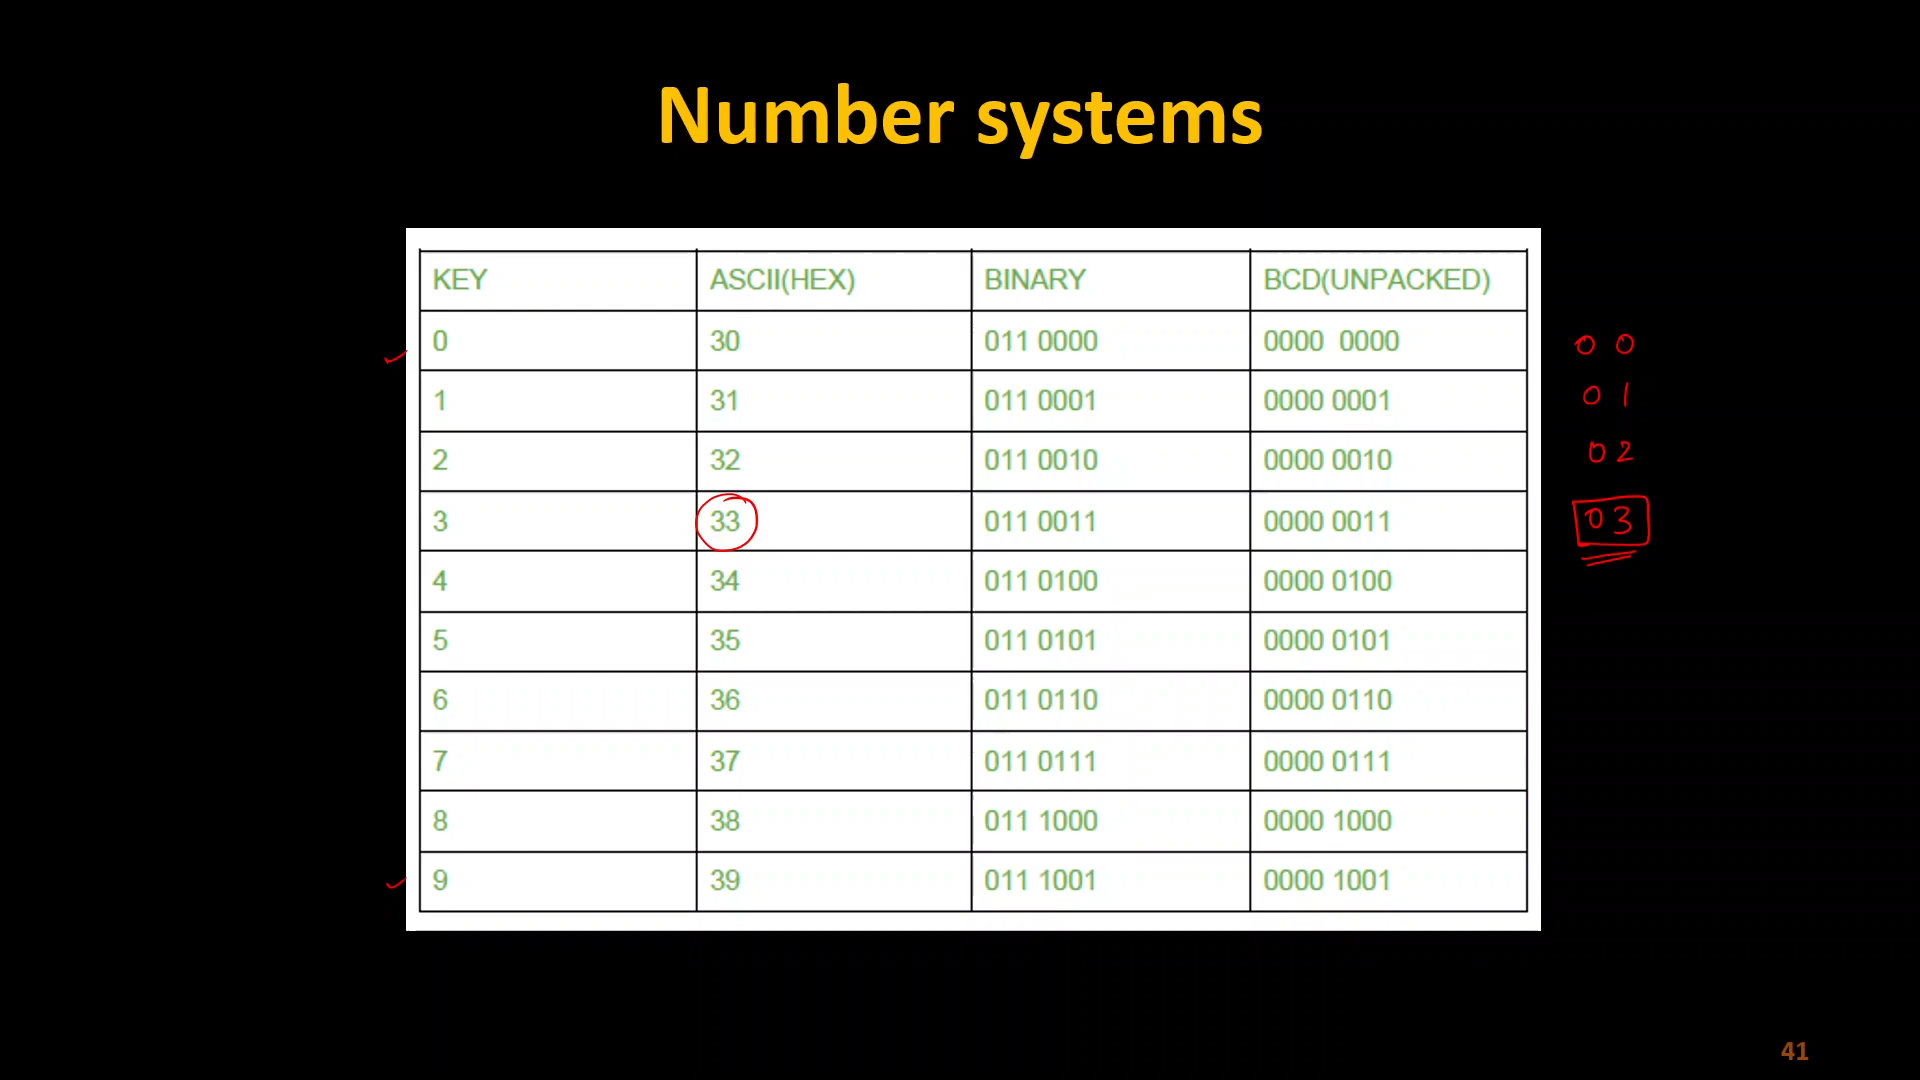 Number systems
KEY ASCII(HEX) BINARY BCD(UNPACKED)
0 30 011 0000 0000 0000 0 0
1 31 011 0001 0000 0001 0 1
2 32 011 0010 0000 0010 0 2
3 33 011 0011 0000 0011 0 3
4 34 011 0100 0000 0100
5 35 011 0101 0000 0101
6 36 011 0110 0000 0110
7 37 011 0111 0000 0111
8 38 011 1000 0000 1000
9 39 011 1001 0000 1001
41